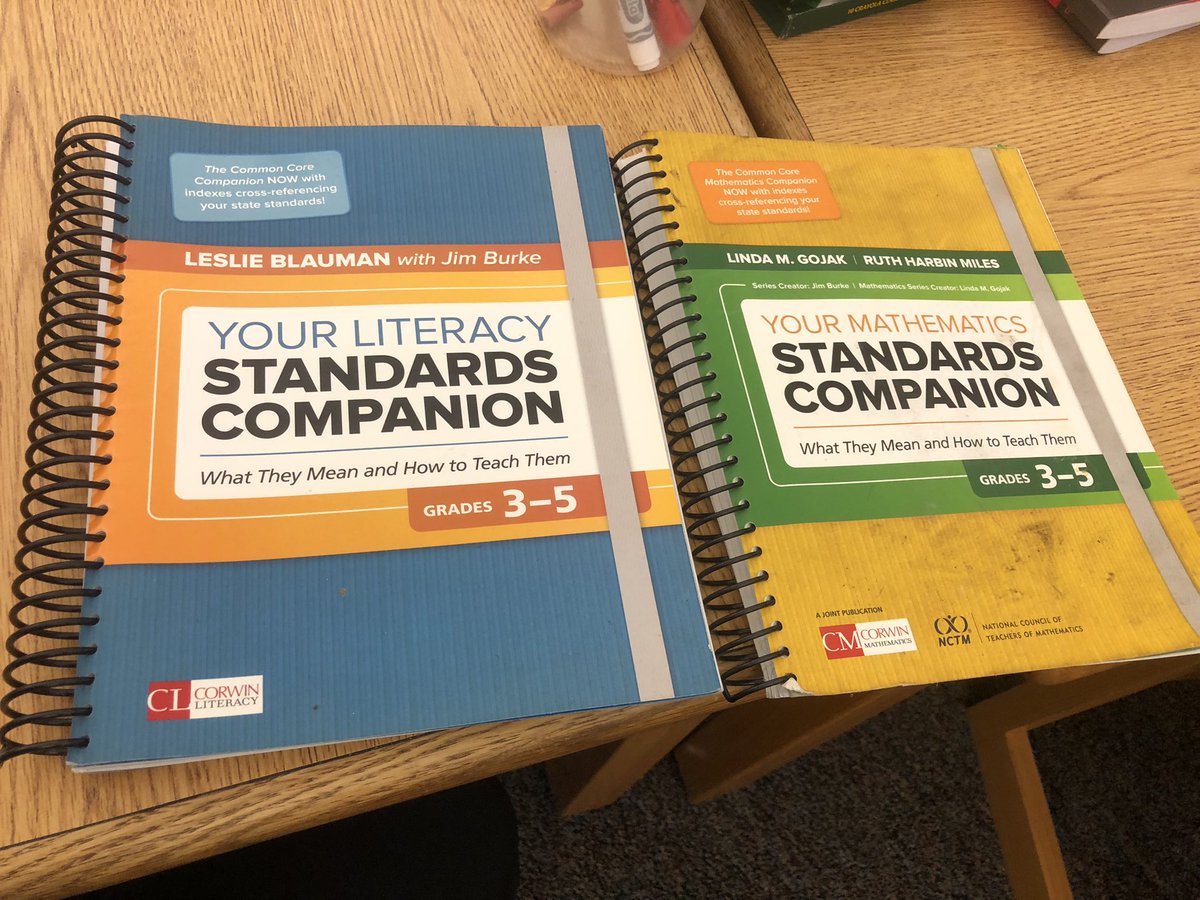 The Common Core
Companion NOW with
indexes cross-referencing
your state standards!
LESLIE BLAUMAN with Jim Burke
YOUR LITERACY
STANDARDS
COMPANION
What They Mean and How to Teach Them
GRADES 3–5
CL CORWIN
LITERACY
The Common Core
Mathematics Companion
NOW with indexes
cross-referencing your
state standards!
LINDA M. GOJAK | RUTH HARBIN MILES
Series Creator: Jim Burke | Mathematics Series Creator: Linda M. Gojak
YOUR MATHEMATICS
STANDARDS
COMPANION
What They Mean and How to Teach Them
GRADES 3–5
A JOINT PUBLICATION
CM CORWIN
MATHEMATICS
NCTM
NATIONAL COUNCIL OF
TEACHERS OF MATHEMATICS